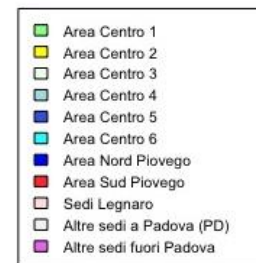 Area Centro 1
Area Centro 2
Area Centro 3
Area Centro 4
Area Centro 5
Area Centro 6
Area Nord Piovego
Area Sud Piovego
Sedi Legnaro
Altre sedi a Padova (PD)
Altre sedi fuori Padova